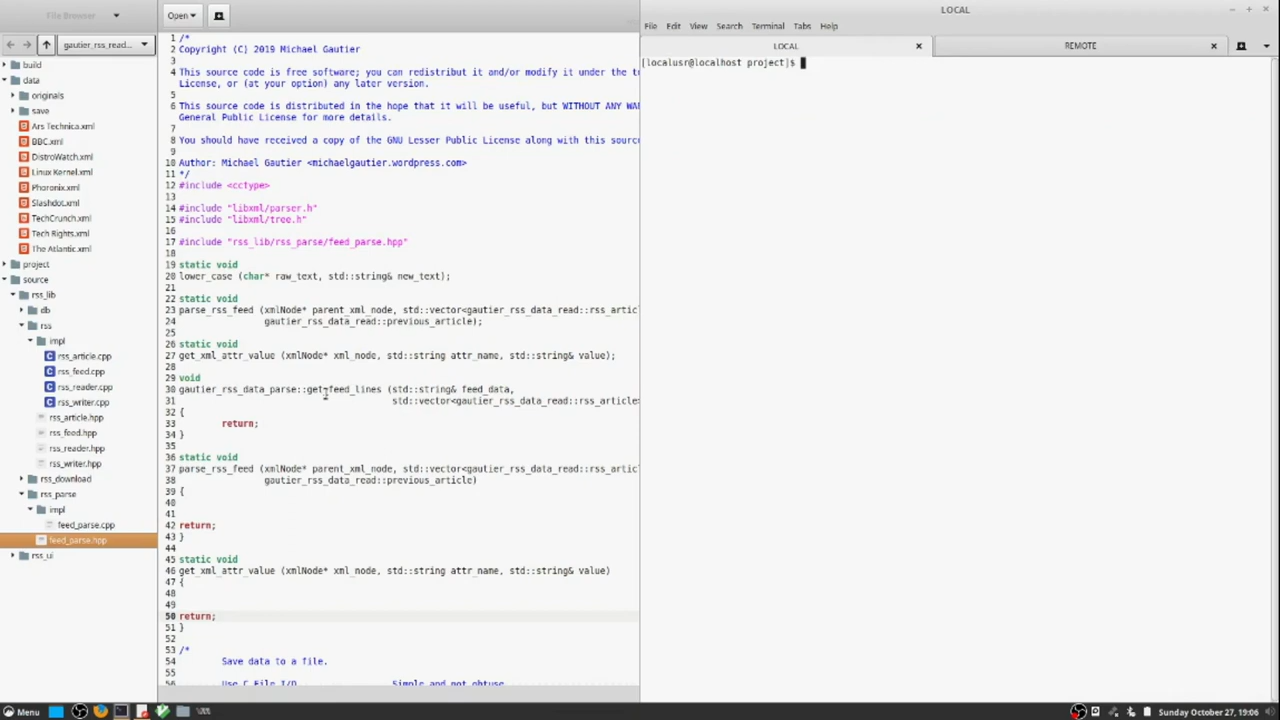 File Browser
gautier_rss_read...
build
data
originals
save
Ars Technica.xml
BBC.xml
DistroWatch.xml
Linux Kernel.xml
Phoronix.xml
Slashdot.xml
TechCrunch.xml
Tech Rights.xml
The Atlantic.xml
project
source
rss_lib
db
rss
impl
rss_article.cpp
rss_feed.cpp
rss_reader.cpp
rss_writer.cpp
rss_article.hpp
rss_feed.hpp
rss_reader.hpp
rss_writer.hpp
rss_download
rss_parse
impl
feed_parse.cpp
feed_parse.hpp
rss_ui
Open
1 /*
2 Copyright (C) 2019 Michael Gautier
3
4 This source code is free software; you can redistribut it and/or modify it under the t
License, or (at your option) any later version.
5
6 This source code is distributed in the hope that it will be useful, but WITHOUT ANY WA
General Public License for more details.
7
8 You should have received a copy of the GNU Lesser Public License along with this sourc
9
10 Author: Michael Gautier <michaelgautier.wordpress.com>
11 */
12 #include <cctype>
13
14 #include "libxml/parser.h"
15 #include "libxml/tree.h"
16
17 #include "rss_lib/rss_parse/feed_parse.hpp"
18
19 static void
20 lower_case (char* raw_text, std::string& new_text);
21
22 static void
23 parse_rss_feed (xmlNode* parent_xml_node, std::vector<gautier_rss_data_read::rss_artic
24 gautier_rss_data_read::previous_article);
25
26 static void
27 get_xml_attr_value (xmlNode* xml_node, std::string attr_name, std::string& value);
28
29 void
30 gautier_rss_data_parse::get_feed_lines (std::string& feed_data,
31 std::vector<gautier_rss_data_read::rss_article>
32 {
33 return;
34 }
35
36 static void
37 parse_rss_feed (xmlNode* parent_xml_node, std::vector<gautier_rss_data_read::rss_artic
38 gautier_rss_data_read::previous_article)
39 {
40
41
42 return;
43 }
44
45 static void
46 get_xml_attr_value (xmlNode* xml_node, std::string attr_name, std::string& value)
47 {
48
49
50 return;
51 }
52
53 /*
54 Save data to a file.
55
56 Use C File I/O Simple and not obtuse.
LOCAL
File Edit View Search Terminal Tabs Help
LOCAL REMOTE
[localusr@localhost project]$
Menu
Sunday October 27, 19:06